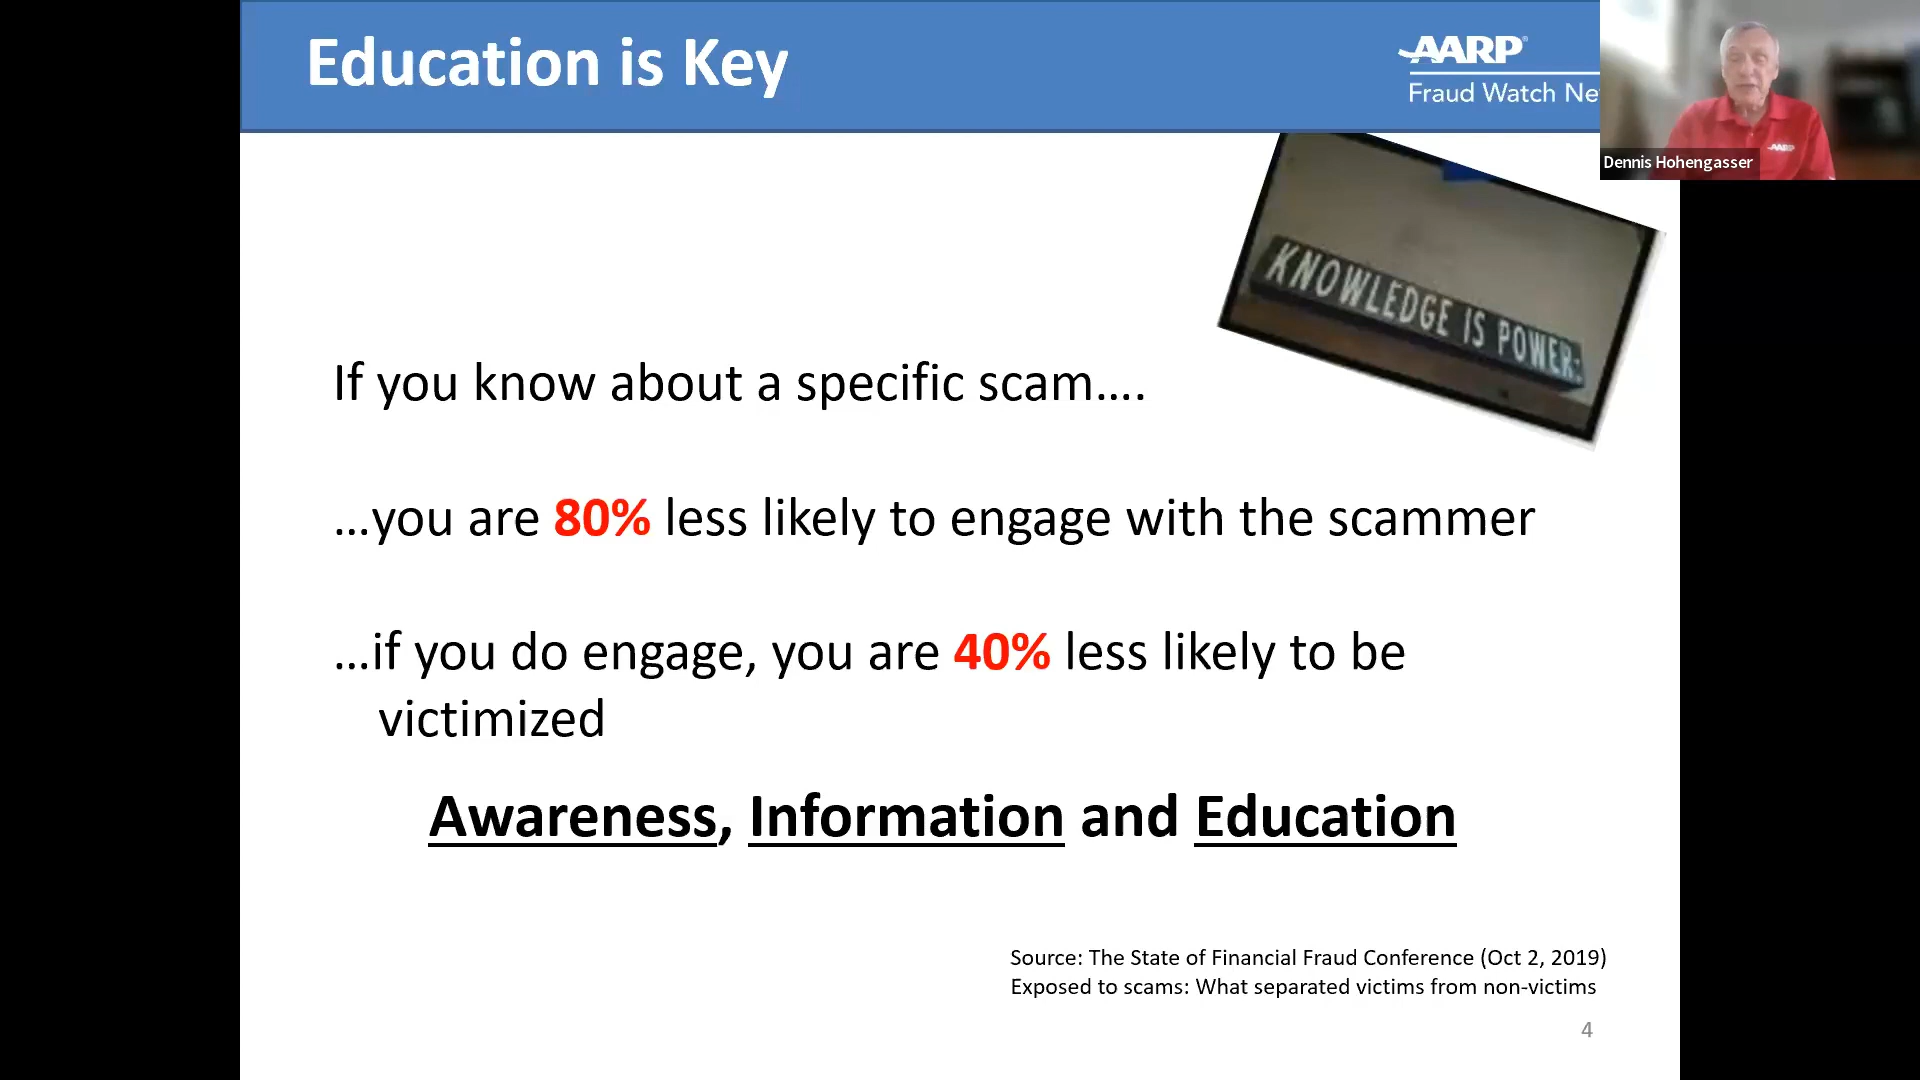 Education is Key
AARP
Fraud Watch Ne
AARP
Dennis Hohengasser
KNOWLEDGE IS POWER:
If you know about a specific scam....
...you are 80% less likely to engage with the scammer
...if you do engage, you are 40% less likely to be
victimized
Awareness, Information and Education
Source: The State of Financial Fraud Conference (Oct 2, 2019)
Exposed to scams: What separated victims from non-victims
4